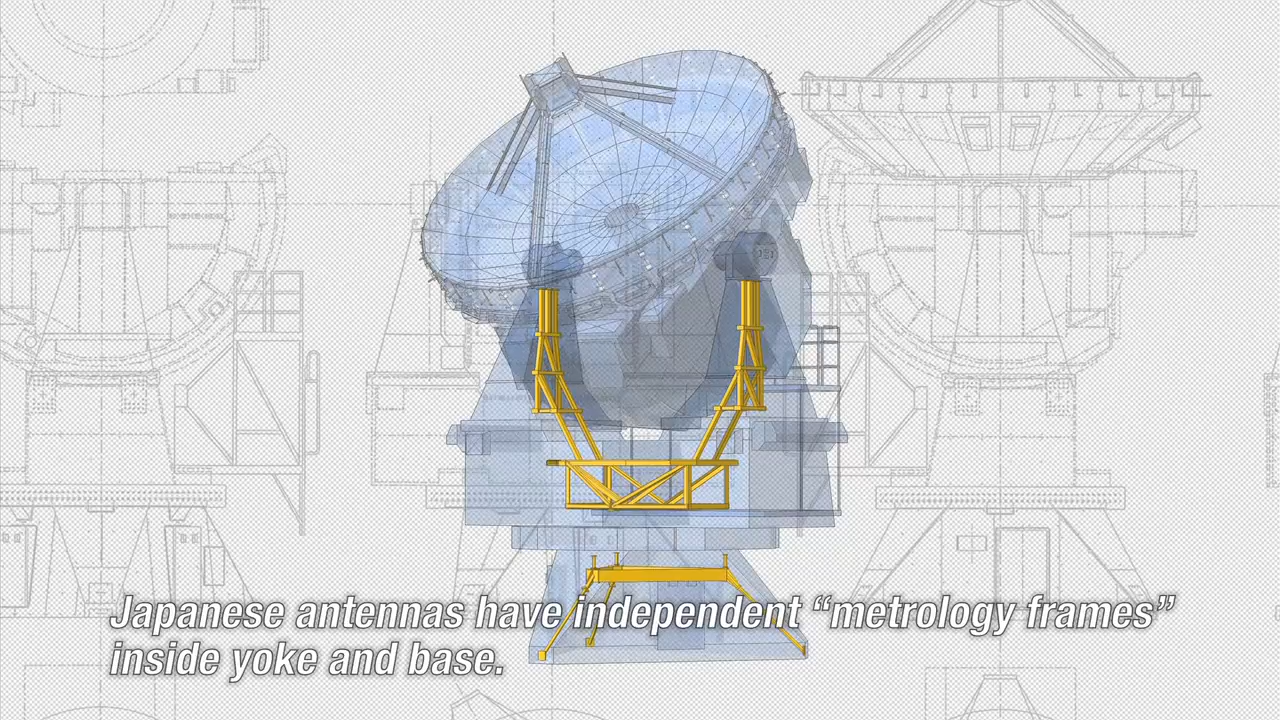 Japanese antennas have independent “metrology frames”
inside yoke and base.